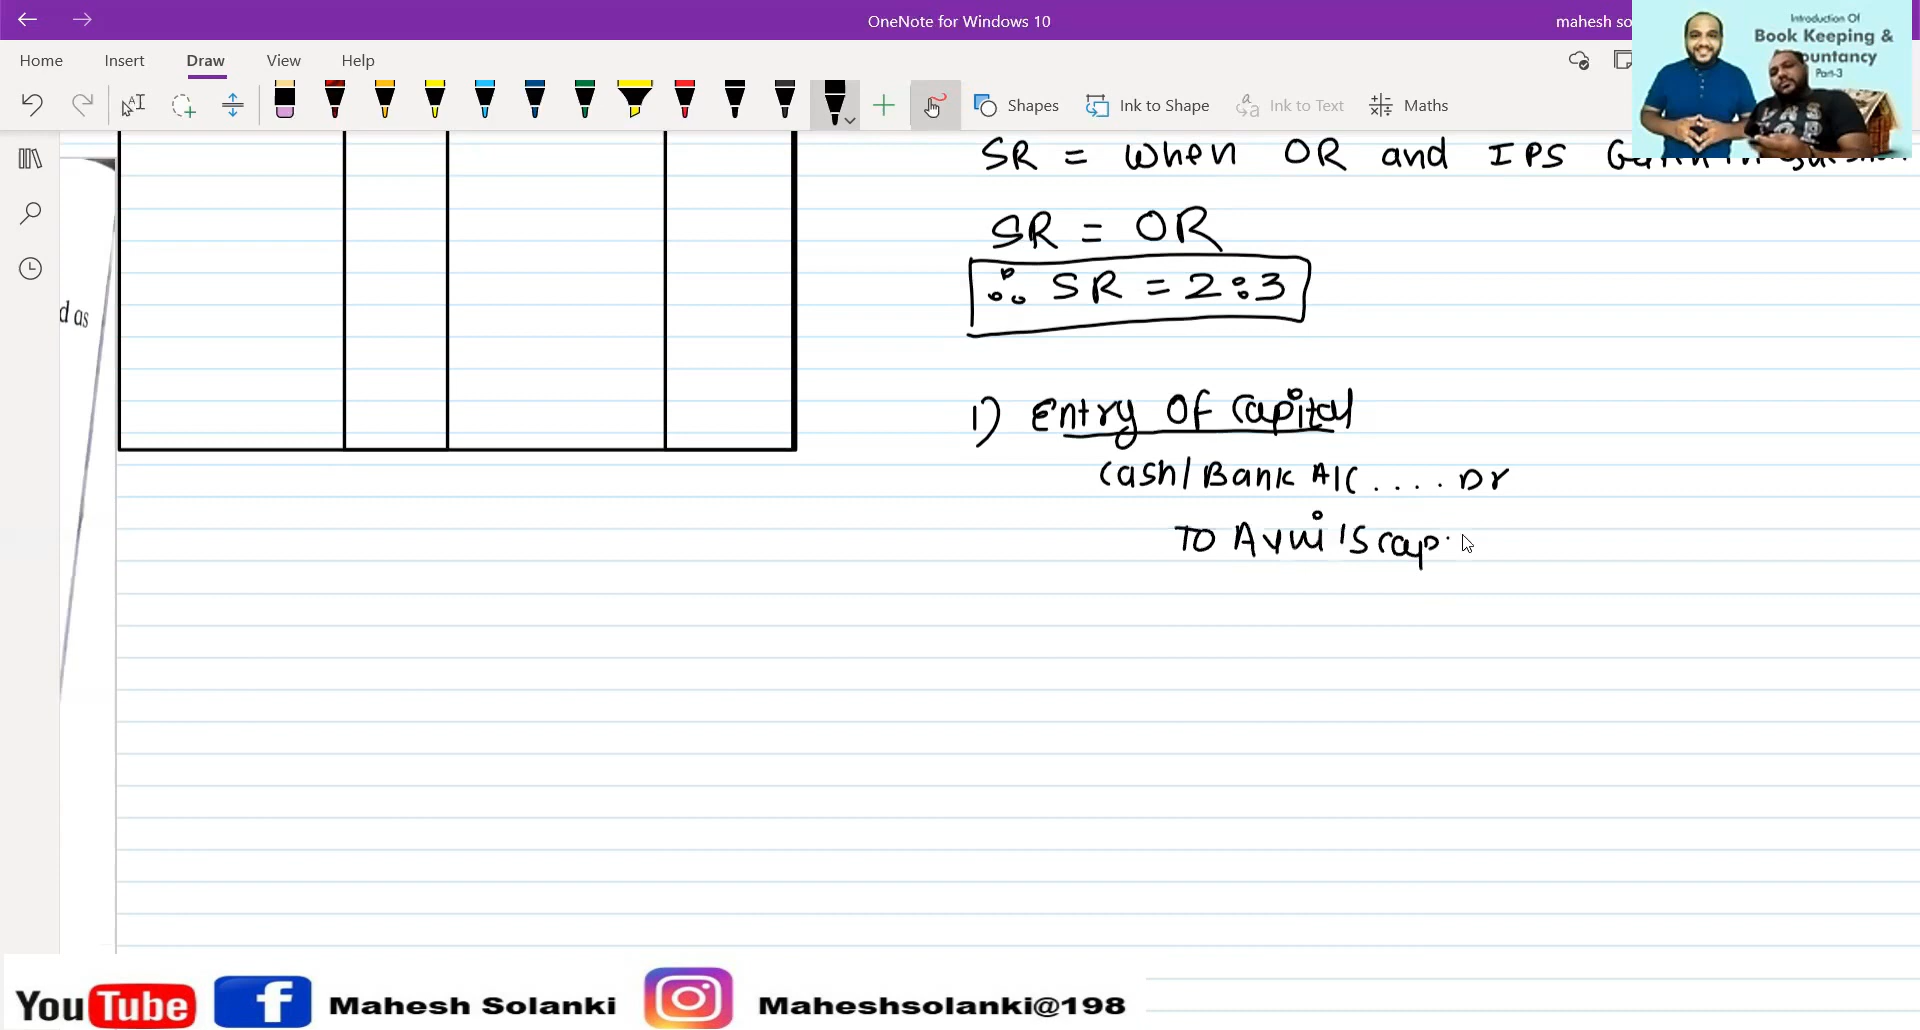 OneNote for Windows 10
mahesh so
Home Insert Draw View Help
Shapes Ink to Shape Ink to Text Maths
Introduction Of
Book Keeping &
ountancy
Part-3
d as
SR = when OR and IPS
SR = OR
∴ SR = 2:3
1) Entry Of Capital
Cash/Bank A/C .... Dr
To 's cap.
YouTube f Mahesh Solanki Maheshsolanki@198